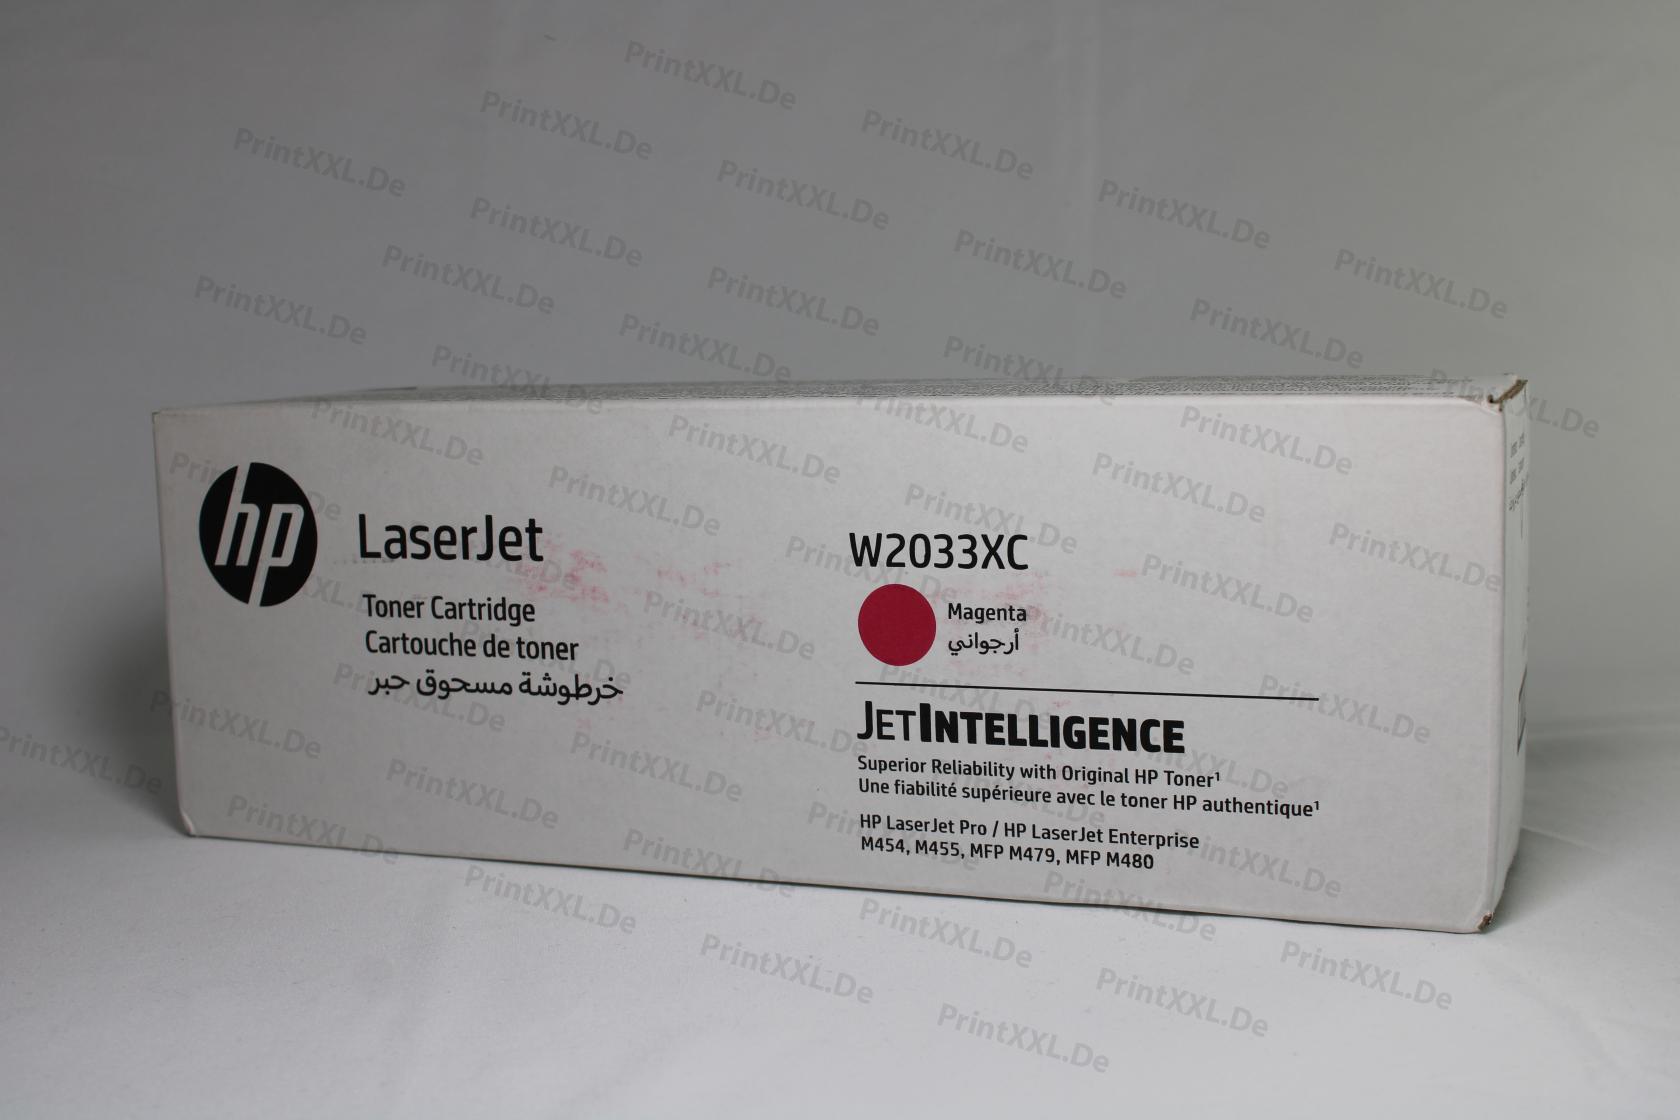 hp
LaserJet
Toner Cartridge
Cartouche de toner
خرطوشة مسحوق حبر
W2033XC
Magenta
أرجواني
JETINTELLIGENCE
Superior Reliability with Original HP Toner¹
Une fiabilité supérieure avec le toner HP authentique¹
HP LaserJet Pro / HP LaserJet Enterprise
M454, M455, MFP M479, MFP M480
PrintXXL.De